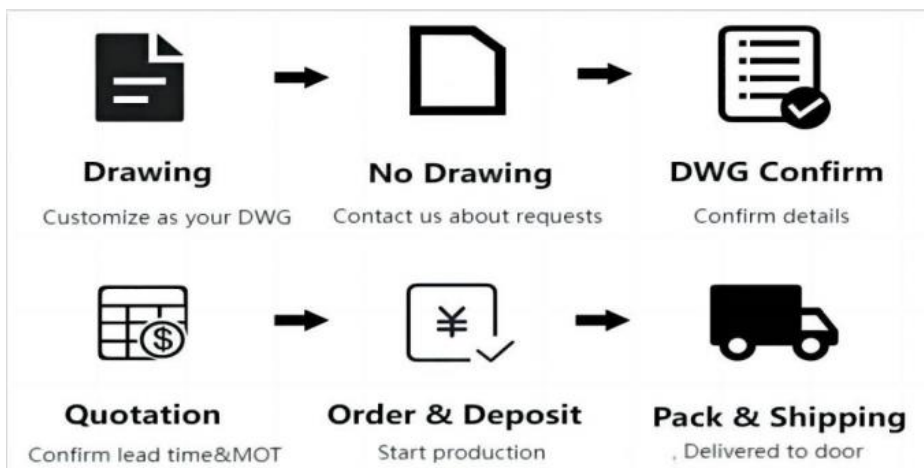 Drawing
No Drawing
DWG Confirm
Customize as your DWG
Contact us about requests
Confirm details
$
¥
Quotation
Order & Deposit
Pack & Shipping
Confirm lead time&MOT
Start production
, Delivered to door